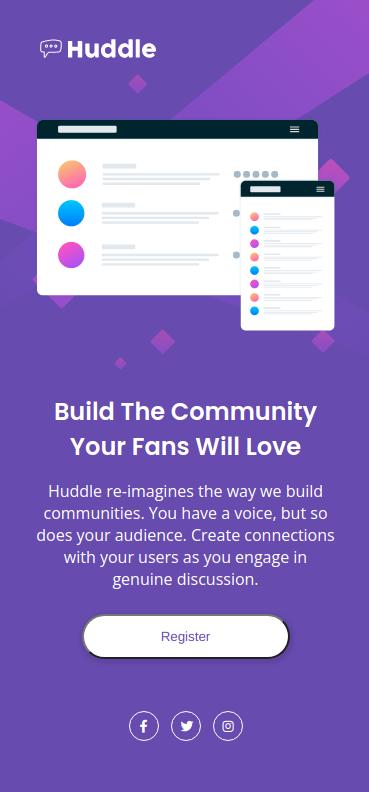 Huddle
Build The Community
Your Fans Will Love
Huddle re-imagines the way we build
communities. You have a voice, but so
does your audience. Create connections
with your users as you engage in
genuine discussion.
Register